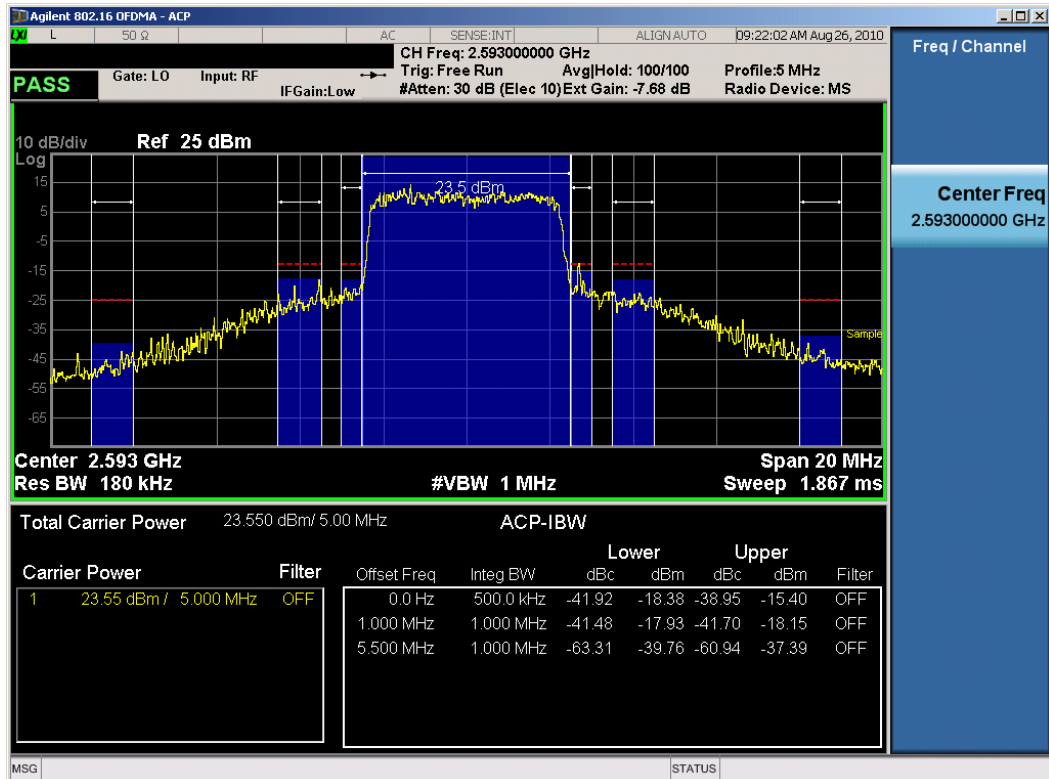 Agilent 802.16 OFDMA - ACP
LXI L 50 Ω AC SENSE:INT ALIGN AUTO 09:22:02 AM Aug 26, 2010
CH Freq: 2.593000000 GHz
PASS Gate: LO Input: RF Trig: Free Run Avg|Hold: 100/100 Profile:5 MHz
IFGain:Low #Atten: 30 dB (Elec 10) Ext Gain: -7.68 dB Radio Device: MS
10 dB/div Ref 25 dBm
Log
15
23.5 dBm
5
-5
-15
-25
-35
Sample
-45
-55
-65
Center 2.593 GHz Span 20 MHz
Res BW 180 kHz #VBW 1 MHz Sweep 1.867 ms
Total Carrier Power 23.550 dBm/ 5.00 MHz ACP-IBW
Lower Upper
Carrier Power Filter Offset Freq Integ BW dBc dBm dBc dBm Filter
1 23.55 dBm / 5.000 MHz OFF 0.0 Hz 500.0 kHz -41.92 -18.38 -38.95 -15.40 OFF
1.000 MHz 1.000 MHz -41.48 -17.93 -41.70 -18.15 OFF
5.500 MHz 1.000 MHz -63.31 -39.76 -60.94 -37.39 OFF
Freq / Channel
Center Freq
2.593000000 GHz
MSG STATUS